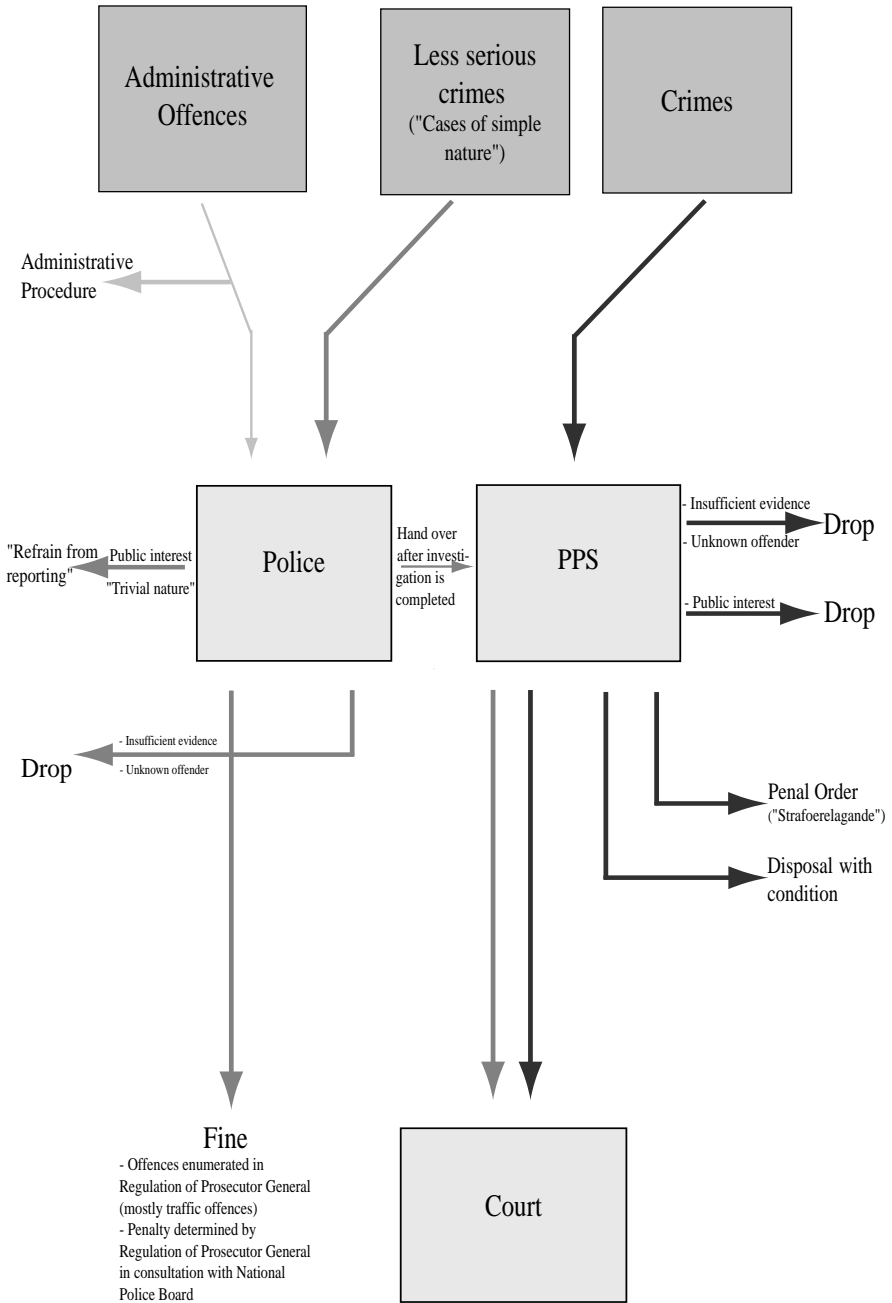 Administrative
Offences
Less serious
crimes
("Cases of simple
nature")
Crimes
Administrative
Procedure
"Refrain from
reporting"
Public interest
"Trivial nature"
Police
Hand over
after investi-
gation is
completed
PPS
- Insufficient evidence
- Unknown offender
Drop
- Public interest
Drop
Drop
- Insufficient evidence
- Unknown offender
Penal Order
("Strafoerelagande")
Disposal with
condition
Fine
- Offences enumerated in
Regulation of Prosecutor General
(mostly traffic offences)
- Penalty determined by
Regulation of Prosecutor General
in consultation with National
Police Board
Court